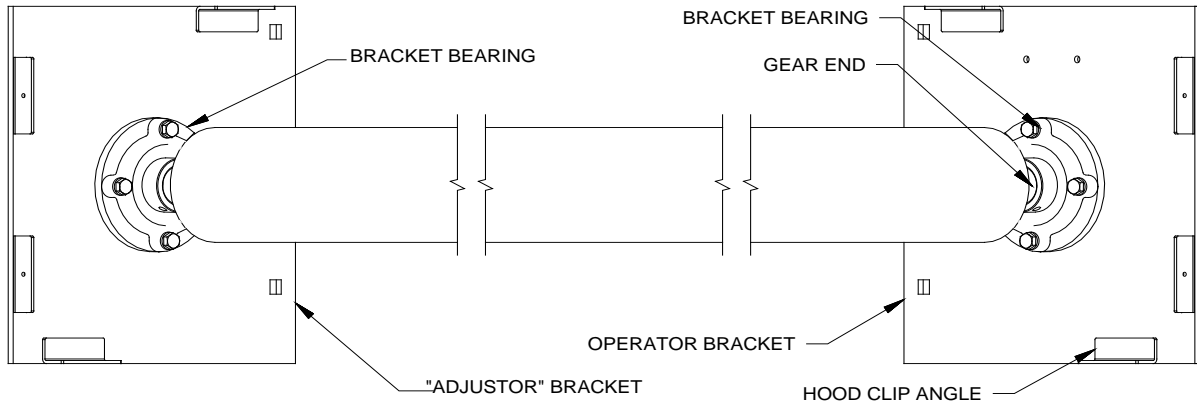 BRACKET BEARING
BRACKET BEARING
GEAR END
OPERATOR BRACKET
"ADJUSTOR" BRACKET
HOOD CLIP ANGLE